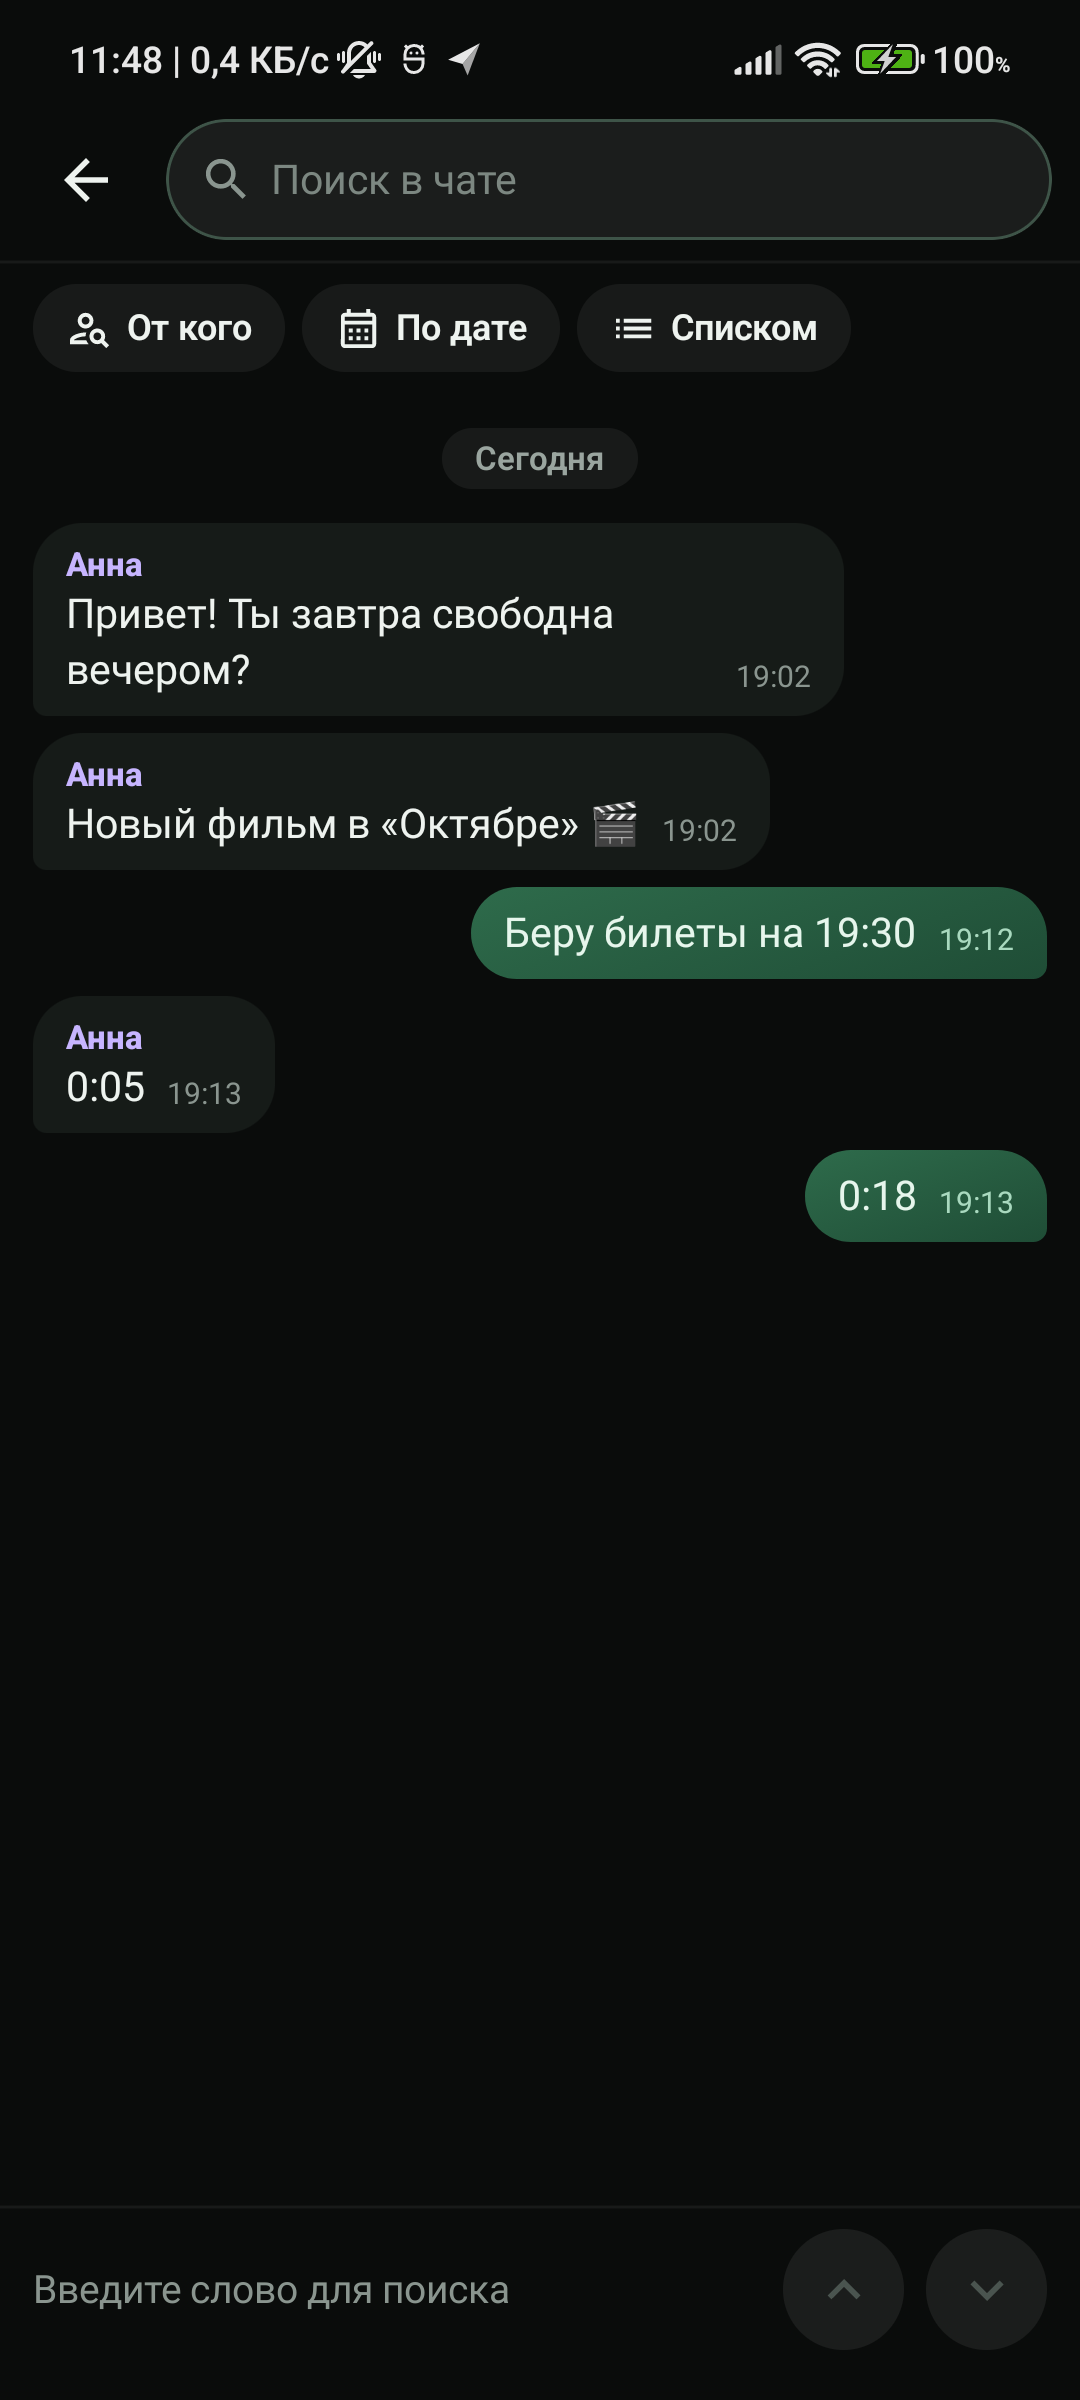 11:48 | 0,4 КБ/с 100%
Поиск в чате
От кого По дате Списком
Сегодня
Анна
Привет! Ты завтра свободна
вечером? 19:02
Анна
Новый фильм в «Октябре» 🎬 19:02
Беру билеты на 19:30 19:12
Анна
0:05 19:13
0:18 19:13
Введите слово для поиска